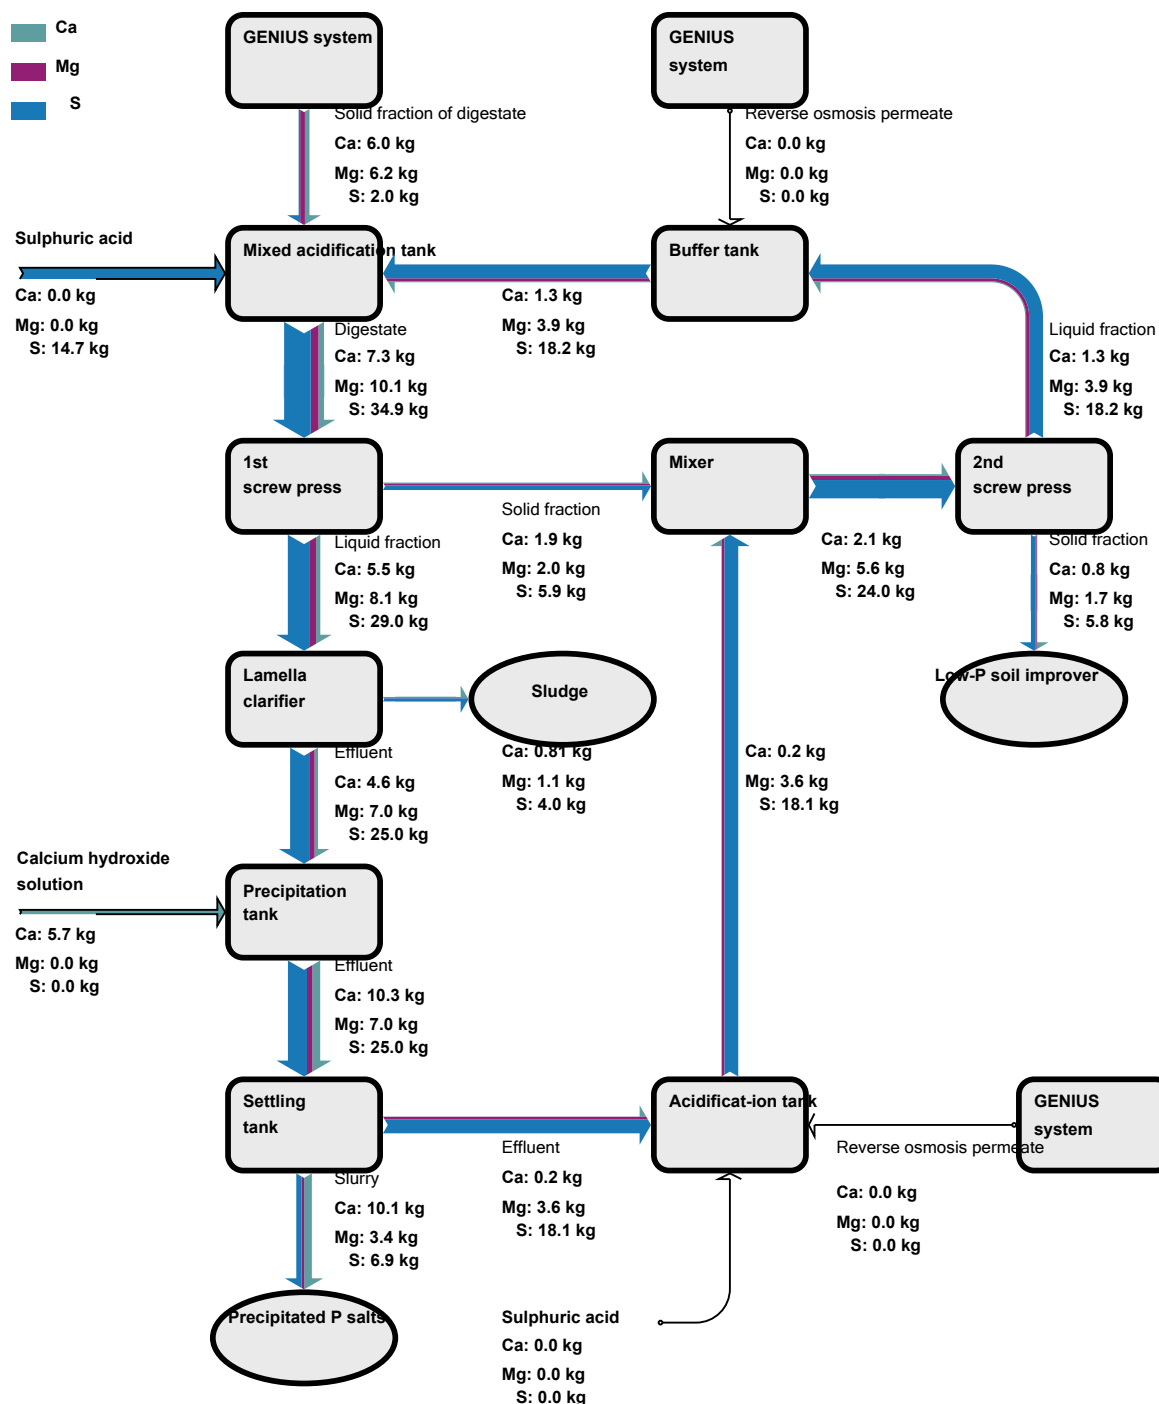 Ca
Mg
S
GENIUS system
GENIUS
system
Solid fraction of digestate
Ca: 6.0 kg
Mg: 6.2 kg
S: 2.0 kg
Reverse osmosis permeate
Ca: 0.0 kg
Mg: 0.0 kg
S: 0.0 kg
Sulphuric acid
Ca: 0.0 kg
Mg: 0.0 kg
S: 14.7 kg
Mixed acidification tank
Buffer tank
Ca: 1.3 kg
Mg: 3.9 kg
S: 18.2 kg
Digestate
Ca: 7.3 kg
Mg: 10.1 kg
S: 34.9 kg
Liquid fraction
Ca: 1.3 kg
Mg: 3.9 kg
S: 18.2 kg
1st
screw press
Mixer
2nd
screw press
Solid fraction
Ca: 1.9 kg
Mg: 2.0 kg
S: 5.9 kg
Ca: 2.1 kg
Mg: 5.6 kg
S: 24.0 kg
Solid fraction
Ca: 0.8 kg
Mg: 1.7 kg
S: 5.8 kg
Liquid fraction
Ca: 5.5 kg
Mg: 8.1 kg
S: 29.0 kg
Lamella
clarifier
Sludge
Low-P soil improver
Ca: 0.81 kg
Mg: 1.1 kg
S: 4.0 kg
Ca: 0.2 kg
Mg: 3.6 kg
S: 18.1 kg
Effluent
Ca: 4.6 kg
Mg: 7.0 kg
S: 25.0 kg
Calcium hydroxide
solution
Ca: 5.7 kg
Mg: 0.0 kg
S: 0.0 kg
Precipitation
tank
Effluent
Ca: 10.3 kg
Mg: 7.0 kg
S: 25.0 kg
Settling
tank
Acidificat-ion tank
GENIUS
system
Effluent
Ca: 0.2 kg
Mg: 3.6 kg
S: 18.1 kg
Reverse osmosis permeate
Ca: 0.0 kg
Mg: 0.0 kg
S: 0.0 kg
Slurry
Ca: 10.1 kg
Mg: 3.4 kg
S: 6.9 kg
Precipitated P salts
Sulphuric acid
Ca: 0.0 kg
Mg: 0.0 kg
S: 0.0 kg